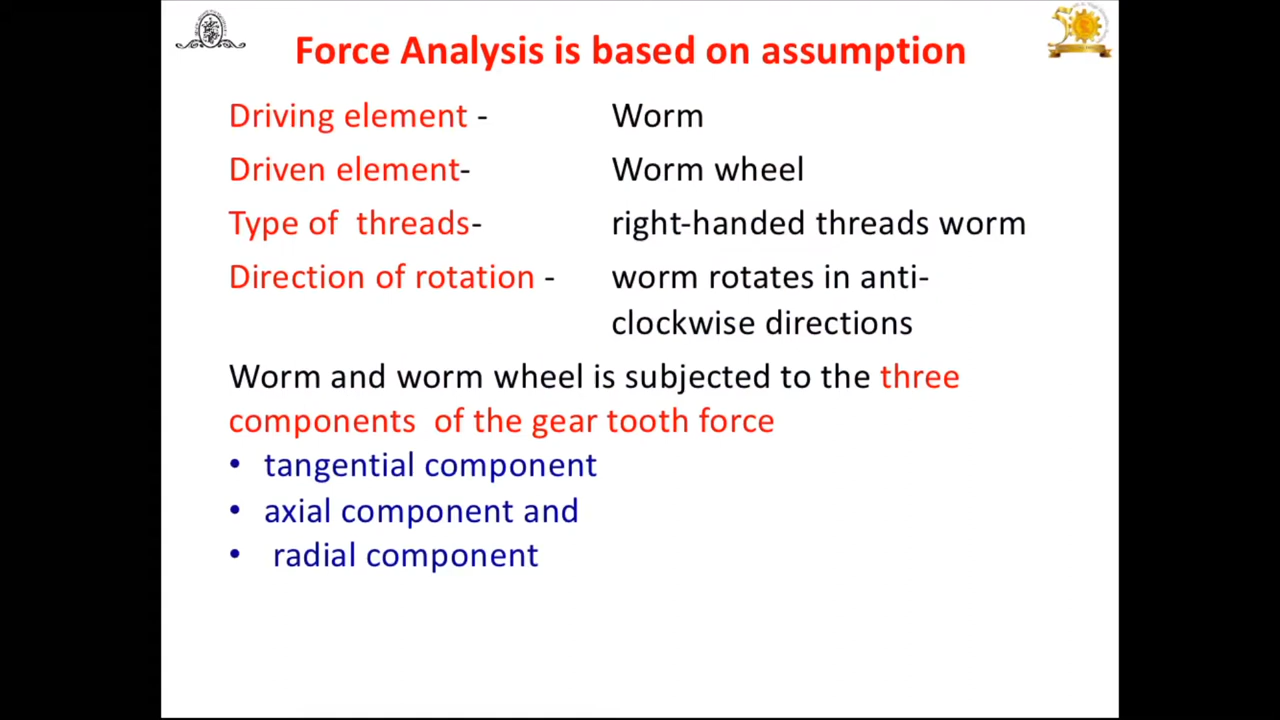 Force Analysis is based on assumption
Driving element - Worm
Driven element- Worm wheel
Type of  threads- right-handed threads worm
Direction of rotation - worm rotates in anti-
clockwise directions
Worm and worm wheel is subjected to the three
components  of the gear tooth force
• tangential component
• axial component and
•  radial component